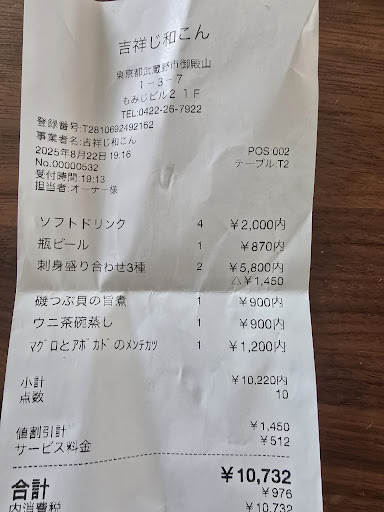 吉祥じ和こん
東京都武蔵野市御殿山
1-3-7
もみじビル21F
TEL:0422-26-7922
登録番号:T2810692492162
事業者名:吉祥じ和こん
2025年8月22日 19:16 POS 002
No.00000532 テーブル:T2
受付時間:19:13
担当者:オーナー様
ソフトドリンク 4 ¥2,000内
瓶ビール 1 ¥870内
刺身盛り合わせ3種 2 ¥5,800内
△¥1,450
磯つぶ貝の旨煮 1 ¥900内
ウニ茶碗蒸し 1 ¥900内
マグロとアボカドのメンチカツ 1 ¥1,200内
小計 ¥10,220内
点数 10
値割引計 ¥1,450
サービス料金 ¥512
合計 ¥10,732
内消費税 ¥976
¥10,732